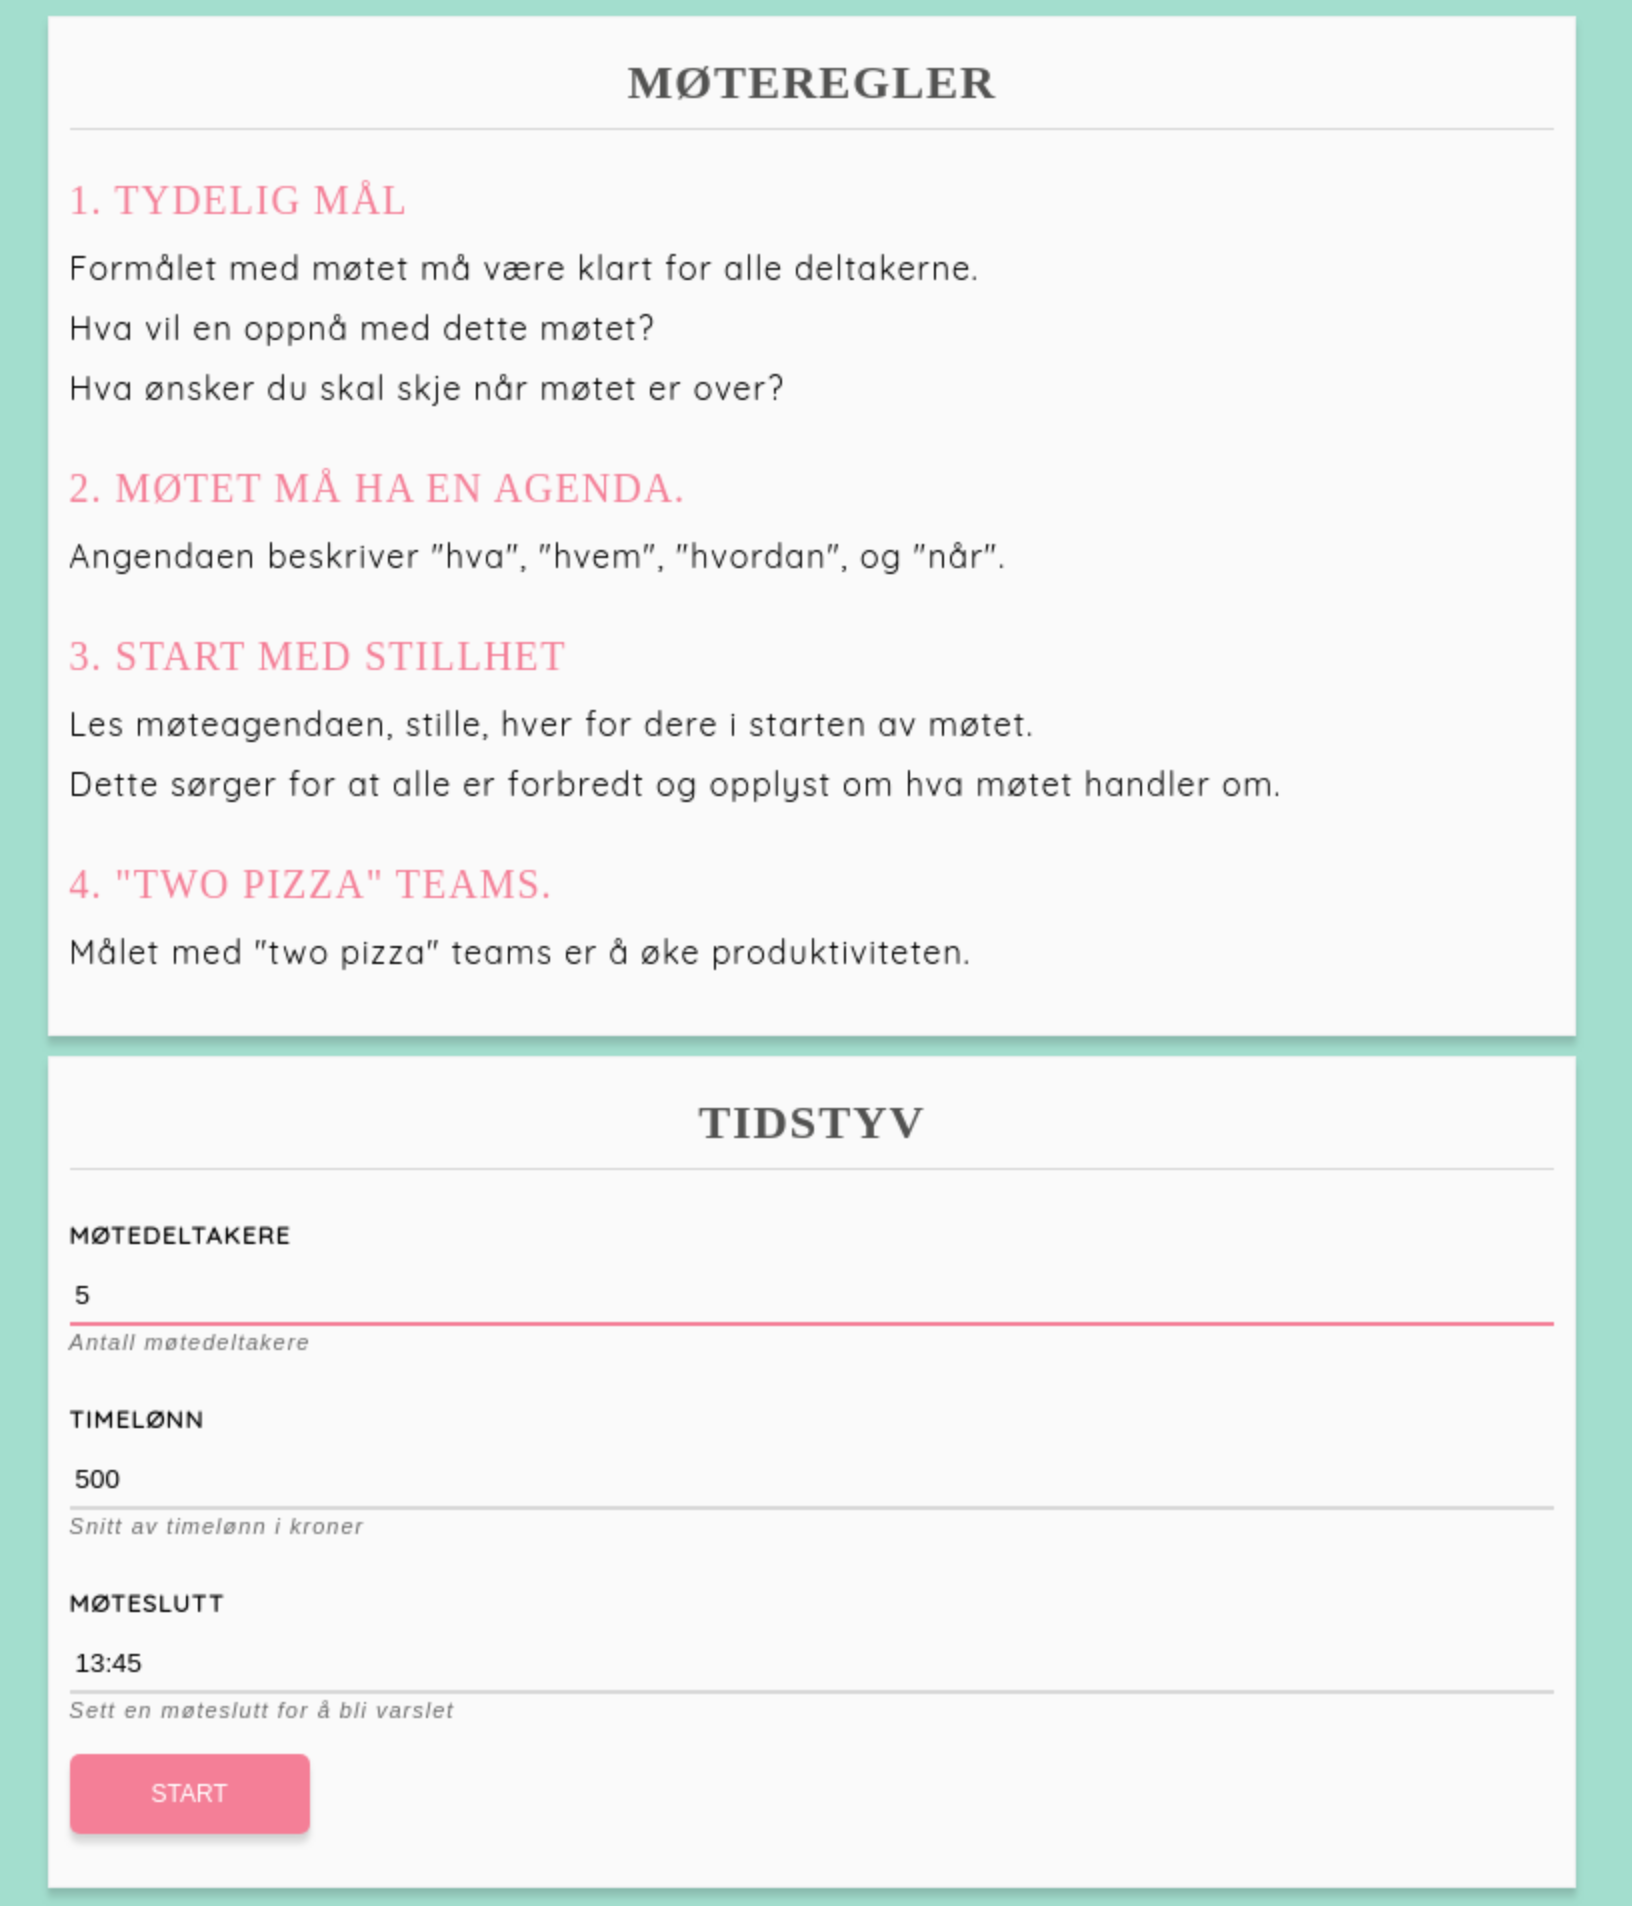 MØTEREGLER
1. TYDELIG MÅL
Formålet med møtet må være klart for alle deltakerne.
Hva vil en oppnå med dette møtet?
Hva ønsker du skal skje når møtet er over?
2. MØTET MÅ HA EN AGENDA.
Angendaen beskriver "hva", "hvem", "hvordan", og "når".
3. START MED STILLHET
Les møteagendaen, stille, hver for dere i starten av møtet.
Dette sørger for at alle er forbredt og opplyst om hva møtet handler om.
4. "TWO PIZZA" TEAMS.
Målet med "two pizza" teams er å øke produktiviteten.
TIDSTYV
MØTEDELTAKERE
5
Antall møtedeltakere
TIMELØNN
500
Snitt av timelønn i kroner
MØTESLUTT
13:45
Sett en møteslutt for å bli varslet
START